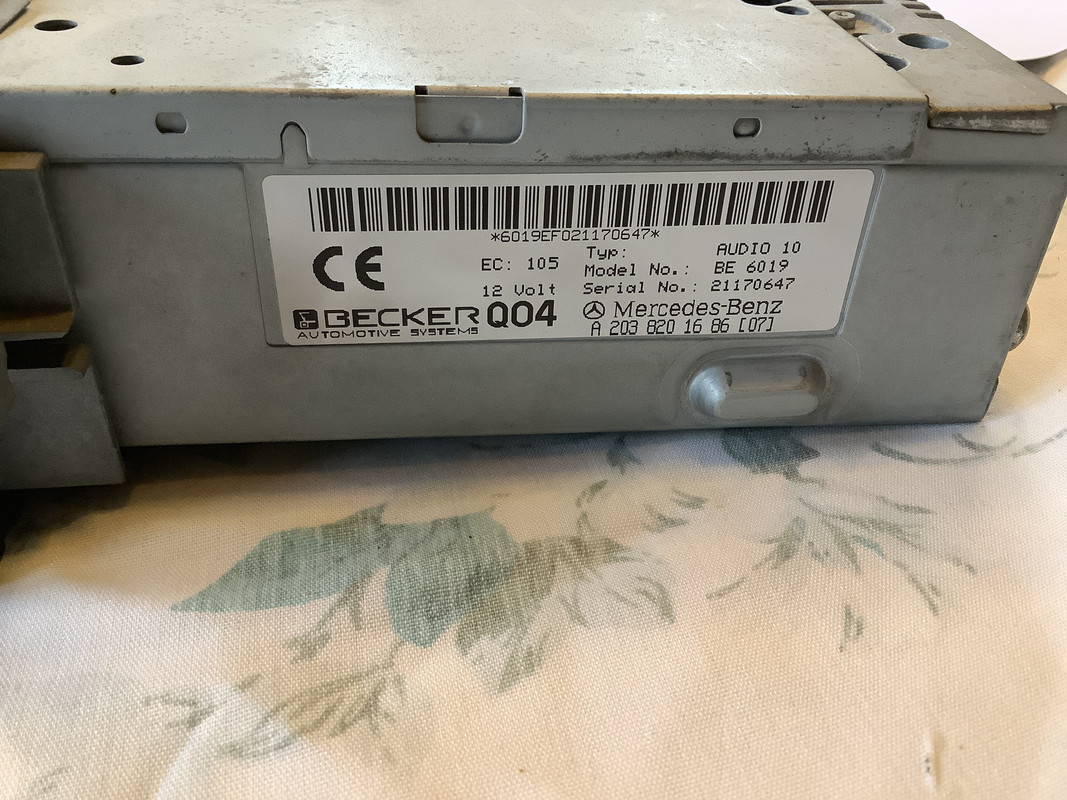 *6019EF021170647*
CE
EC: 105
12 Volt
Typ: AUDIO 10
Model No.: BE 6019
Serial No.: 21170647
BECKER Q04
AUTOMOTIVE SYSTEMS
Mercedes-Benz
A 203 820 16 86 [07]